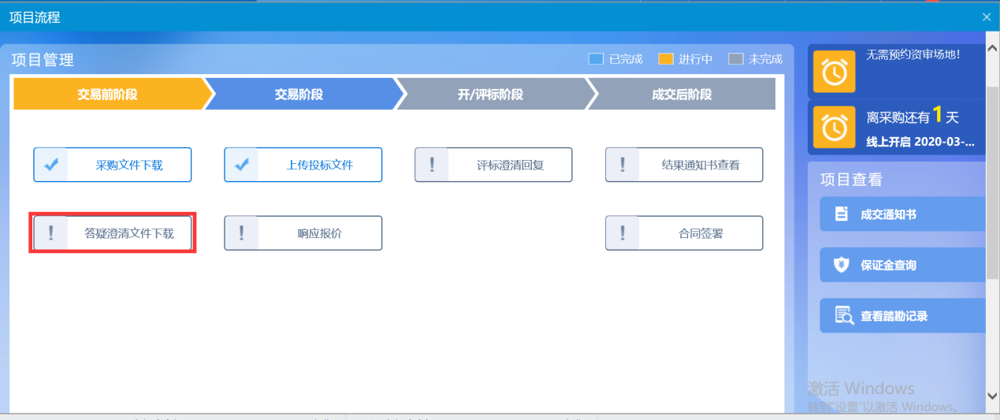 项目流程
项目管理
已完成 进行中 未完成
交易前阶段 交易阶段 开/评标阶段 成交后阶段
采购文件下载 上传投标文件 评标澄清回复 结果通知书查看
答疑澄清文件下载 响应报价 合同签署
无需预约资审场地!
离采购还有1天
线上开启 2020-03-...
项目查看
成交通知书
保证金查询
查看踏勘记录
激活 Windows
转到"设置"以激活 Windows。